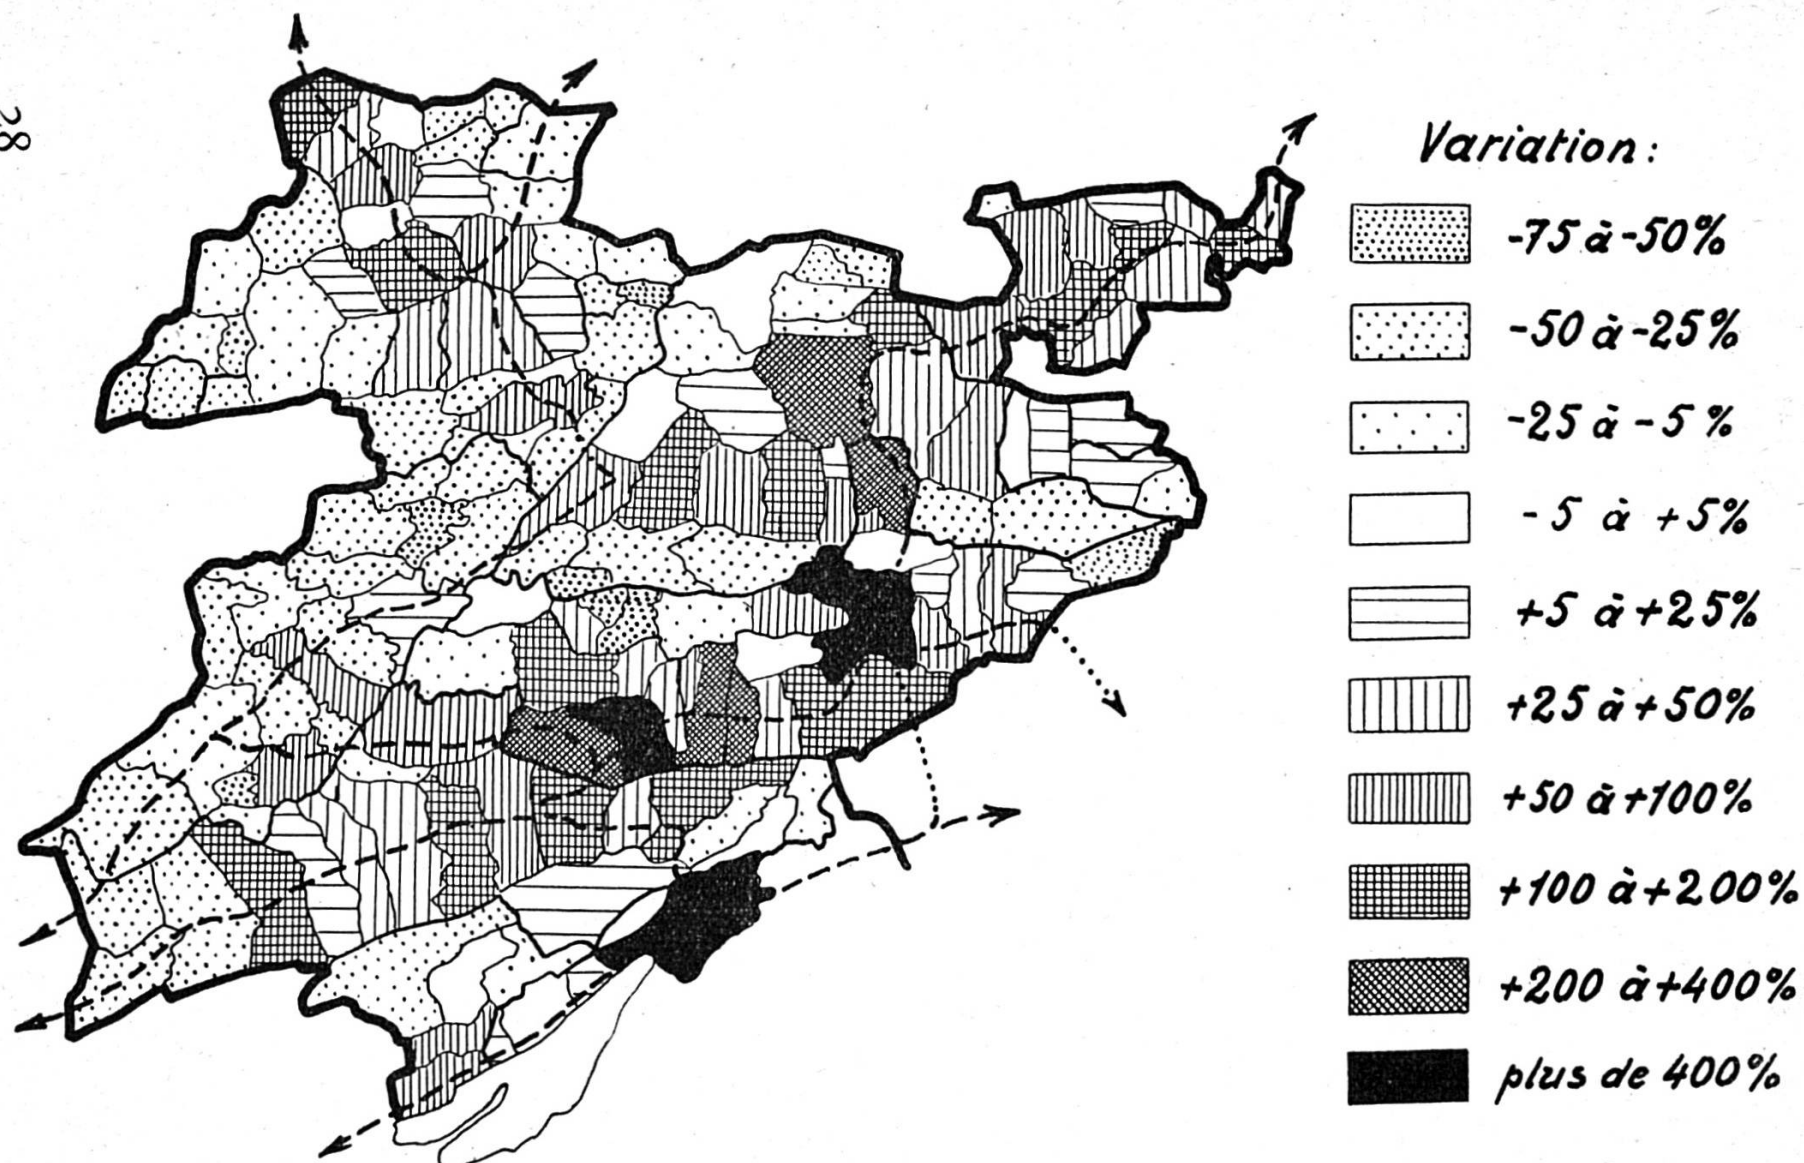 28
Variation:
-75 à -50%
-50 à -25%
-25 à -5%
-5 à +5%
+5 à +25%
+25 à +50%
+50 à +100%
+100 à +200%
+200 à +400%
plus de 400%